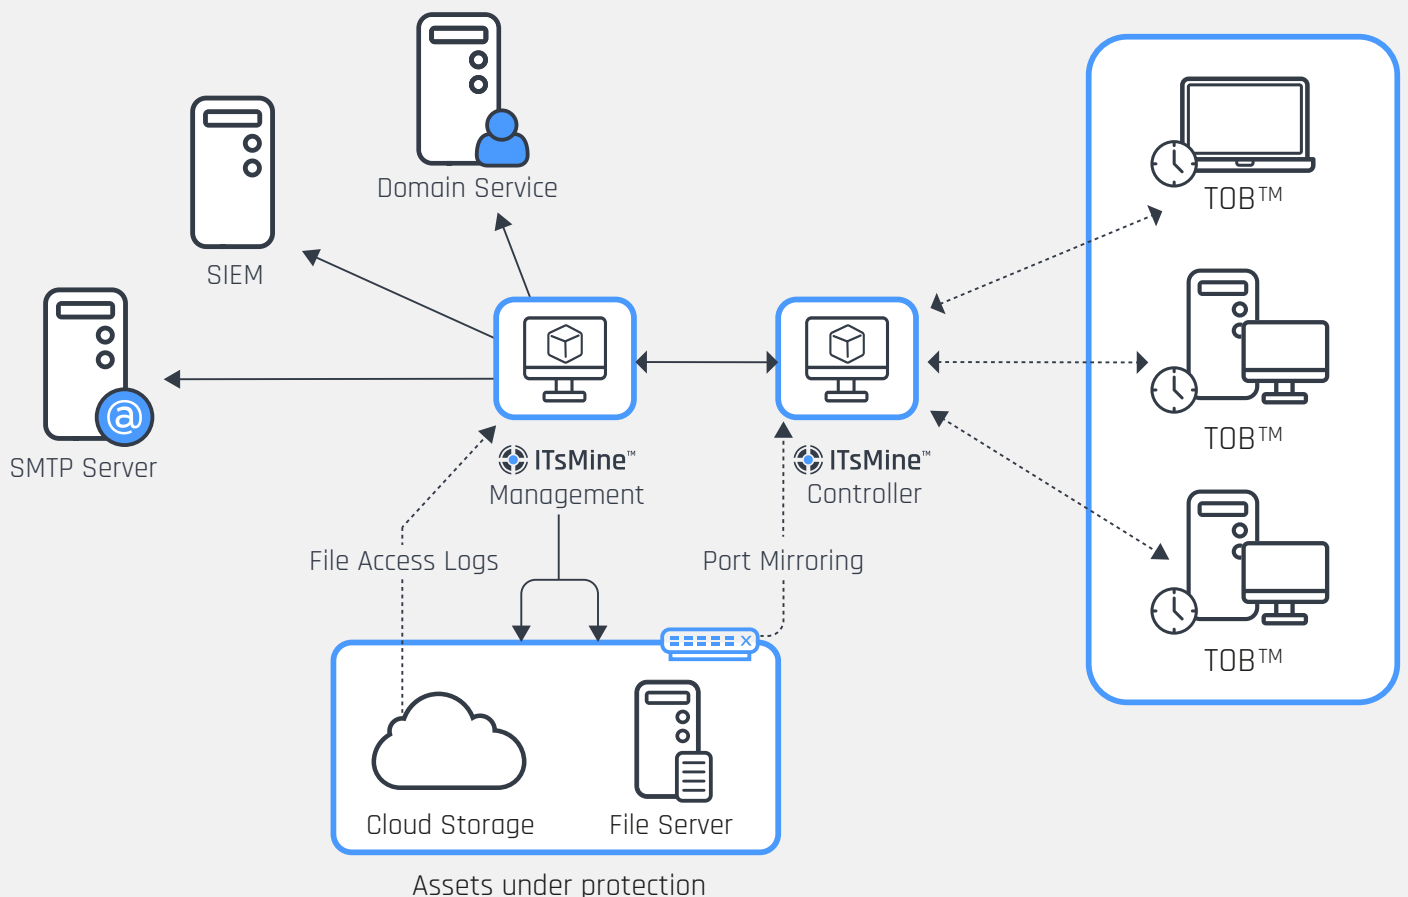 Domain Service
SIEM
@
SMTP Server
TOB™
TOB™
TOB™
ITsMine™
Management
ITsMine™
Controller
File Access Logs
Port Mirroring
Cloud Storage
File Server
Assets under protection